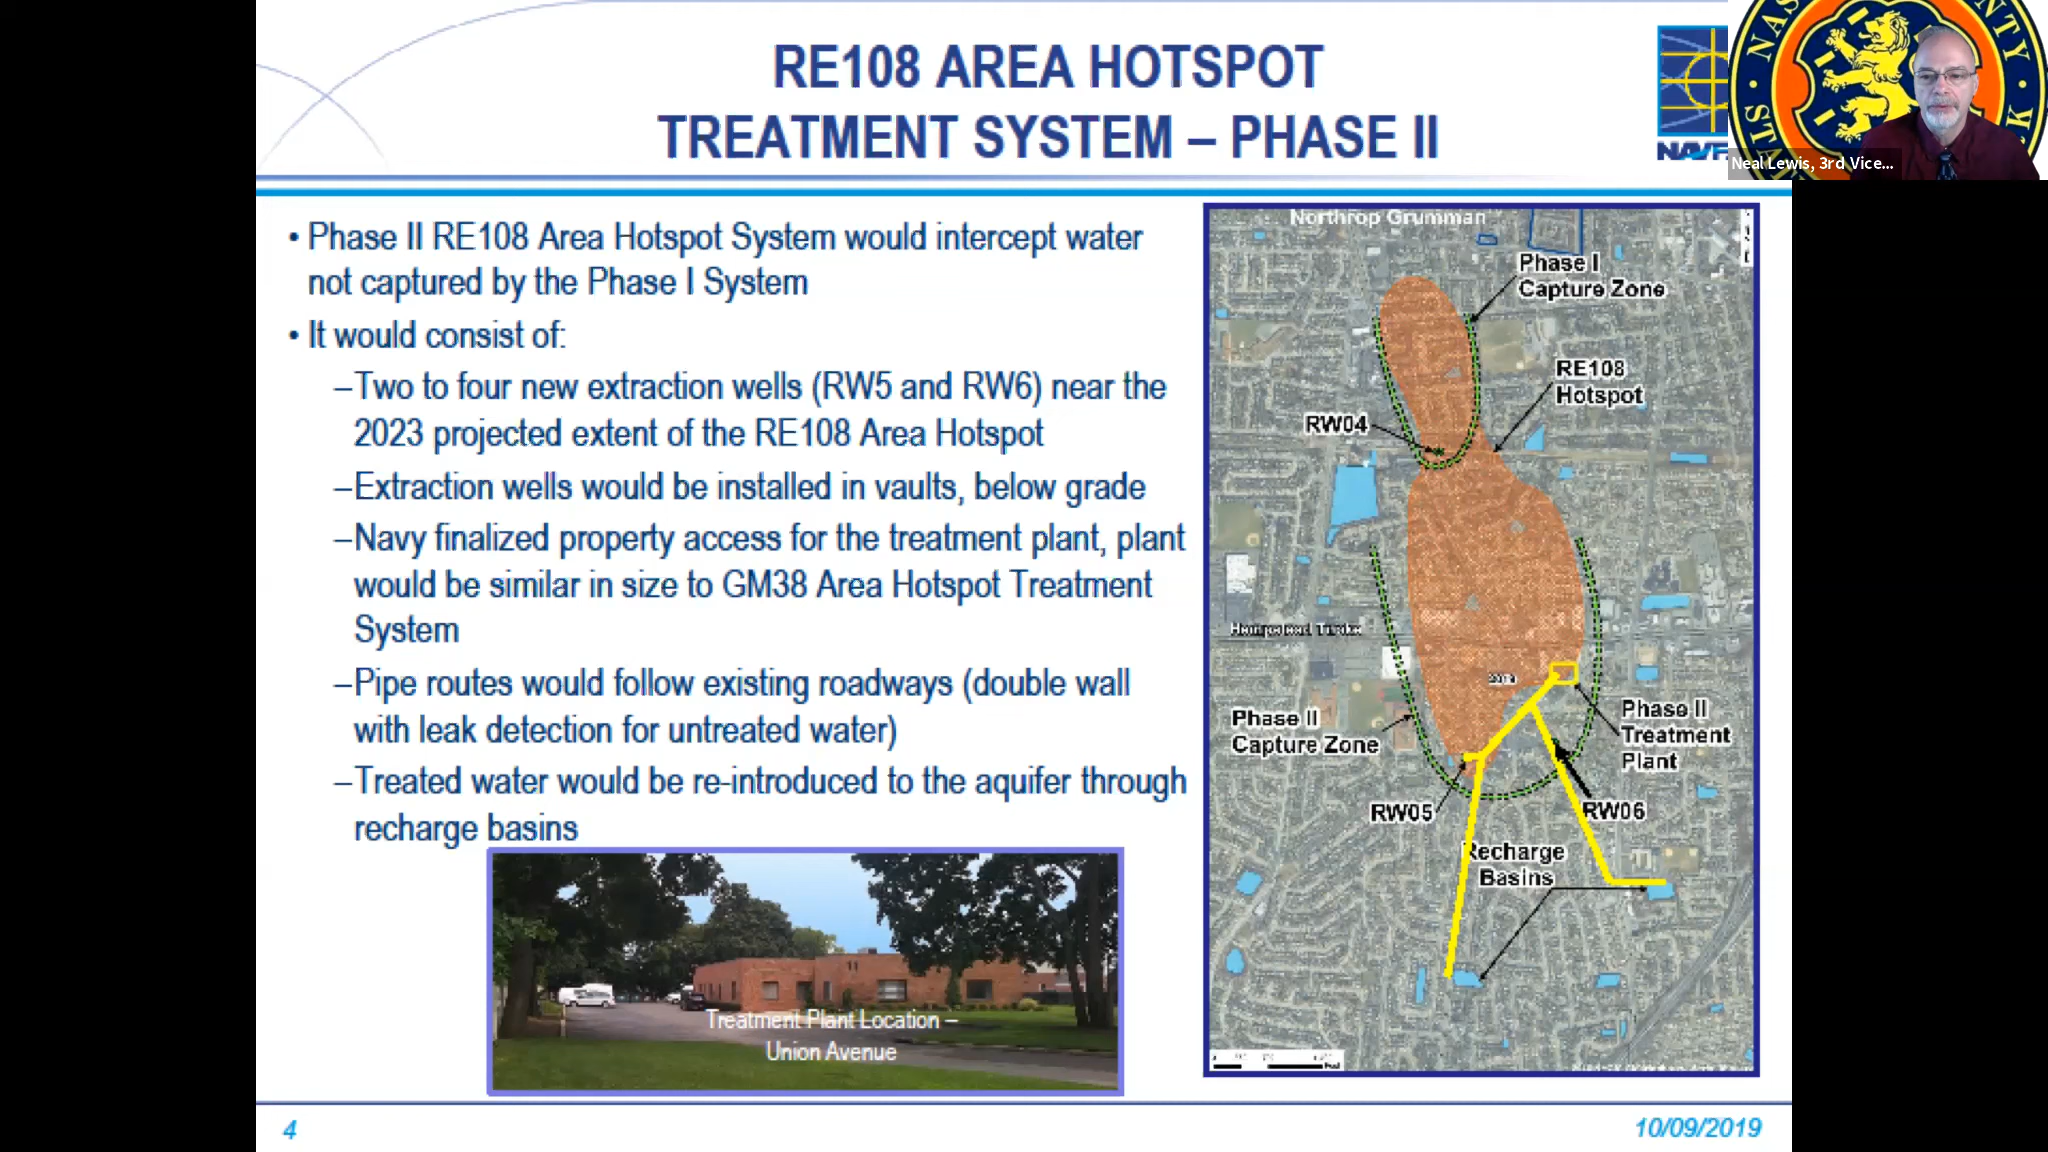 RE108 AREA HOTSPOT
TREATMENT SYSTEM – PHASE II
Neal Lewis, 3rd Vice...
• Phase II RE108 Area Hotspot System would intercept water
not captured by the Phase I System
• It would consist of:
–Two to four new extraction wells (RW5 and RW6) near the
2023 projected extent of the RE108 Area Hotspot
–Extraction wells would be installed in vaults, below grade
–Navy finalized property access for the treatment plant, plant
would be similar in size to GM38 Area Hotspot Treatment
System
–Pipe routes would follow existing roadways (double wall
with leak detection for untreated water)
–Treated water would be re-introduced to the aquifer through
recharge basins
Treatment Plant Location –
Union Avenue
Northrop Grumman
Phase I
Capture Zone
RE108
Hotspot
RW04
2019
Phase II
Capture Zone
Phase II
Treatment
Plant
RW05
RW06
Recharge
Basins
4
10/09/2019